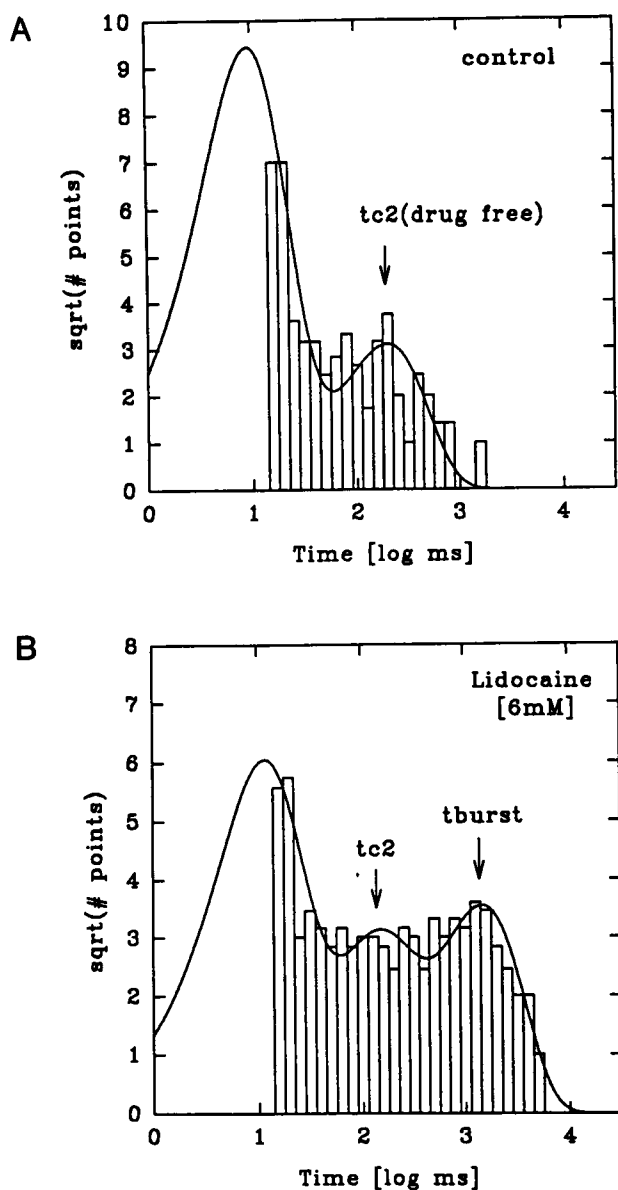 A
control
tc2(drug free)
sqrt(# points)
10
9
8
7
6
5
4
3
2
1
0
0 1 2 3 4
Time [log ms]
B
Lidocaine
[6mM]
tburst
tc2
sqrt(# points)
8
7
6
5
4
3
2
1
0
0 1 2 3 4
Time [log ms]